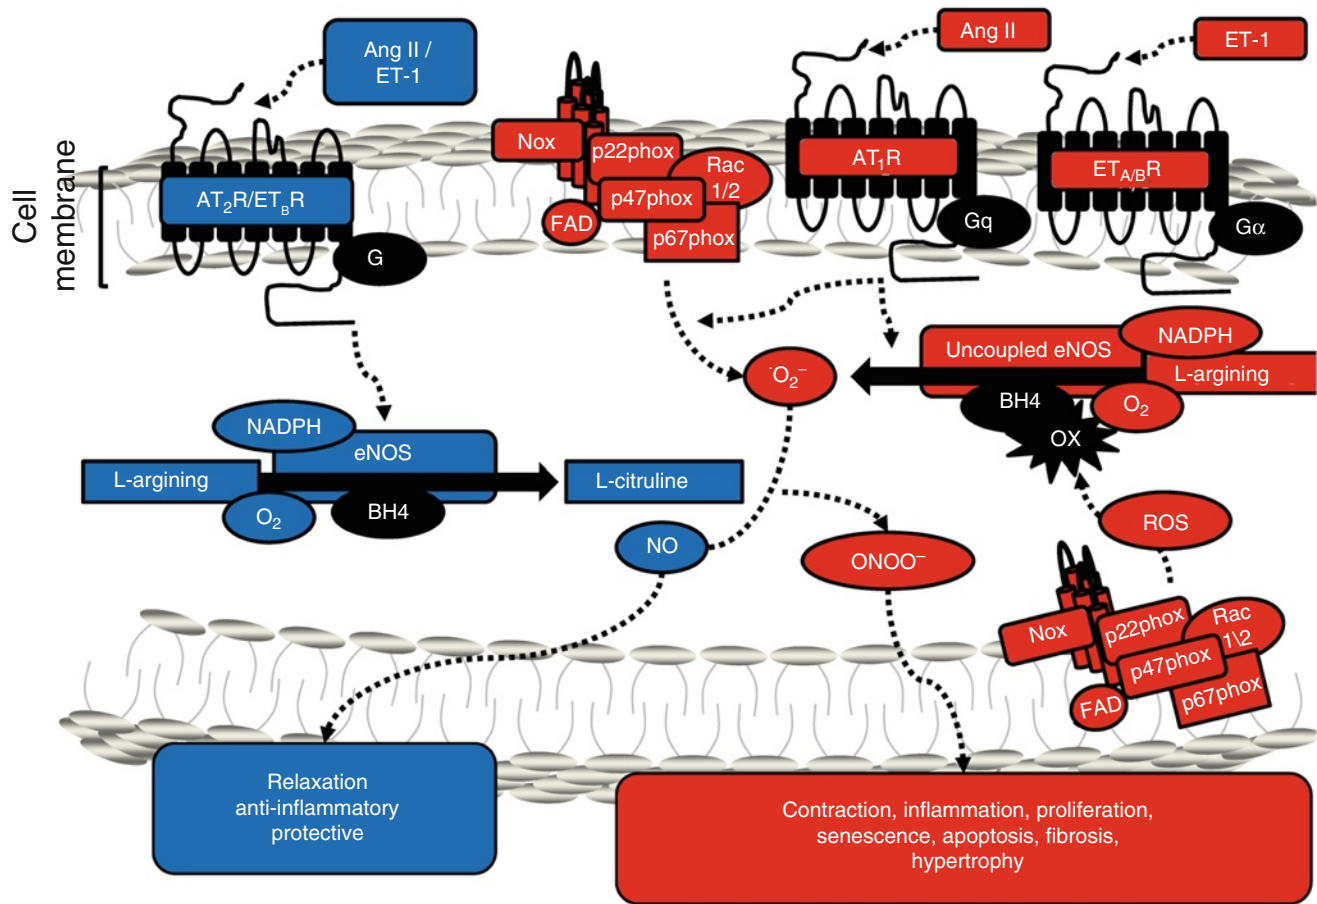 Cell
membrane
Ang II /
ET-1
AT₂R/ET_BR
G
Nox
p22phox
Rac
1/2
p47phox
FAD
p67phox
Ang II
AT₁R
Gq
ET-1
ET_A/BR
Gα
NADPH
eNOS
L-argining
O₂
BH4
L-citruline
NO
˙O₂⁻
Uncoupled eNOS
NADPH
L-argining
BH4
O₂
OX
ROS
ONOO⁻
Nox
p22phox
Rac
1\2
p47phox
FAD
p67phox
Relaxation
anti-inflammatory
protective
Contraction, inflammation, proliferation,
senescence, apoptosis, fibrosis,
hypertrophy